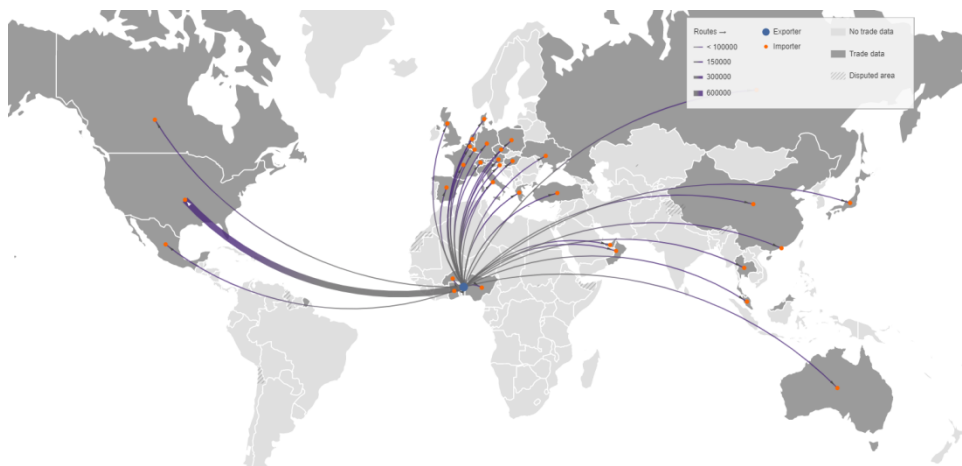 Routes →
< 100000
150000
300000
600000
Exporter
Importer
No trade data
Trade data
Disputed area